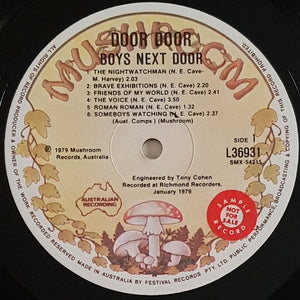 MUSHROOM
DOOR DOOR
BOYS NEXT DOOR
1: THE NIGHTWATCHMAN (N. E. Cave-
M. Harvey) 2.03
2: BRAVE EXHIBITIONS (N. E. Cave) 2.20
3: FRIENDS OF MY WORLD (N. E. Cave) 2.41
4: THE VOICE (N. E. Cave) 3.50
5: ROMAN ROMAN (N. E. Cave) 1.32
6: SOMEBODYS WATCHING (N. E. Cave) 2.37
(Aust. Comps.) (Mushroom)
℗ 1979 Mushroom
Records, Australia
SIDE 1
L36931
Engineered by Tony Cohen
Recorded at Richmond Recorders.
January 1979
AUSTRALIAN
RECORDING
SAMPLE
NOT
FOR
SALE
RECORD
ALL RIGHTS OF RECORD PRODUCER & OWNER OF THE WORK RECORDED RESERVED. MADE IN AUSTRALIA BY FESTIVAL RECORDS PTY. LTD. PUBLIC PERFORMANCE, BROADCASTING & COPYING OF THIS RECORD PROHIBITED